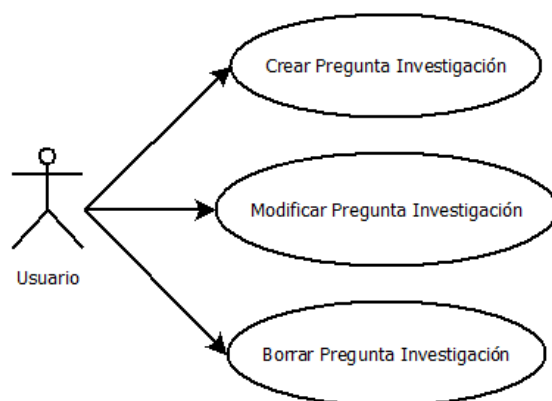 Crear Pregunta Investigación
Modificar Pregunta Investigación
Usuario
Borrar Pregunta Investigación